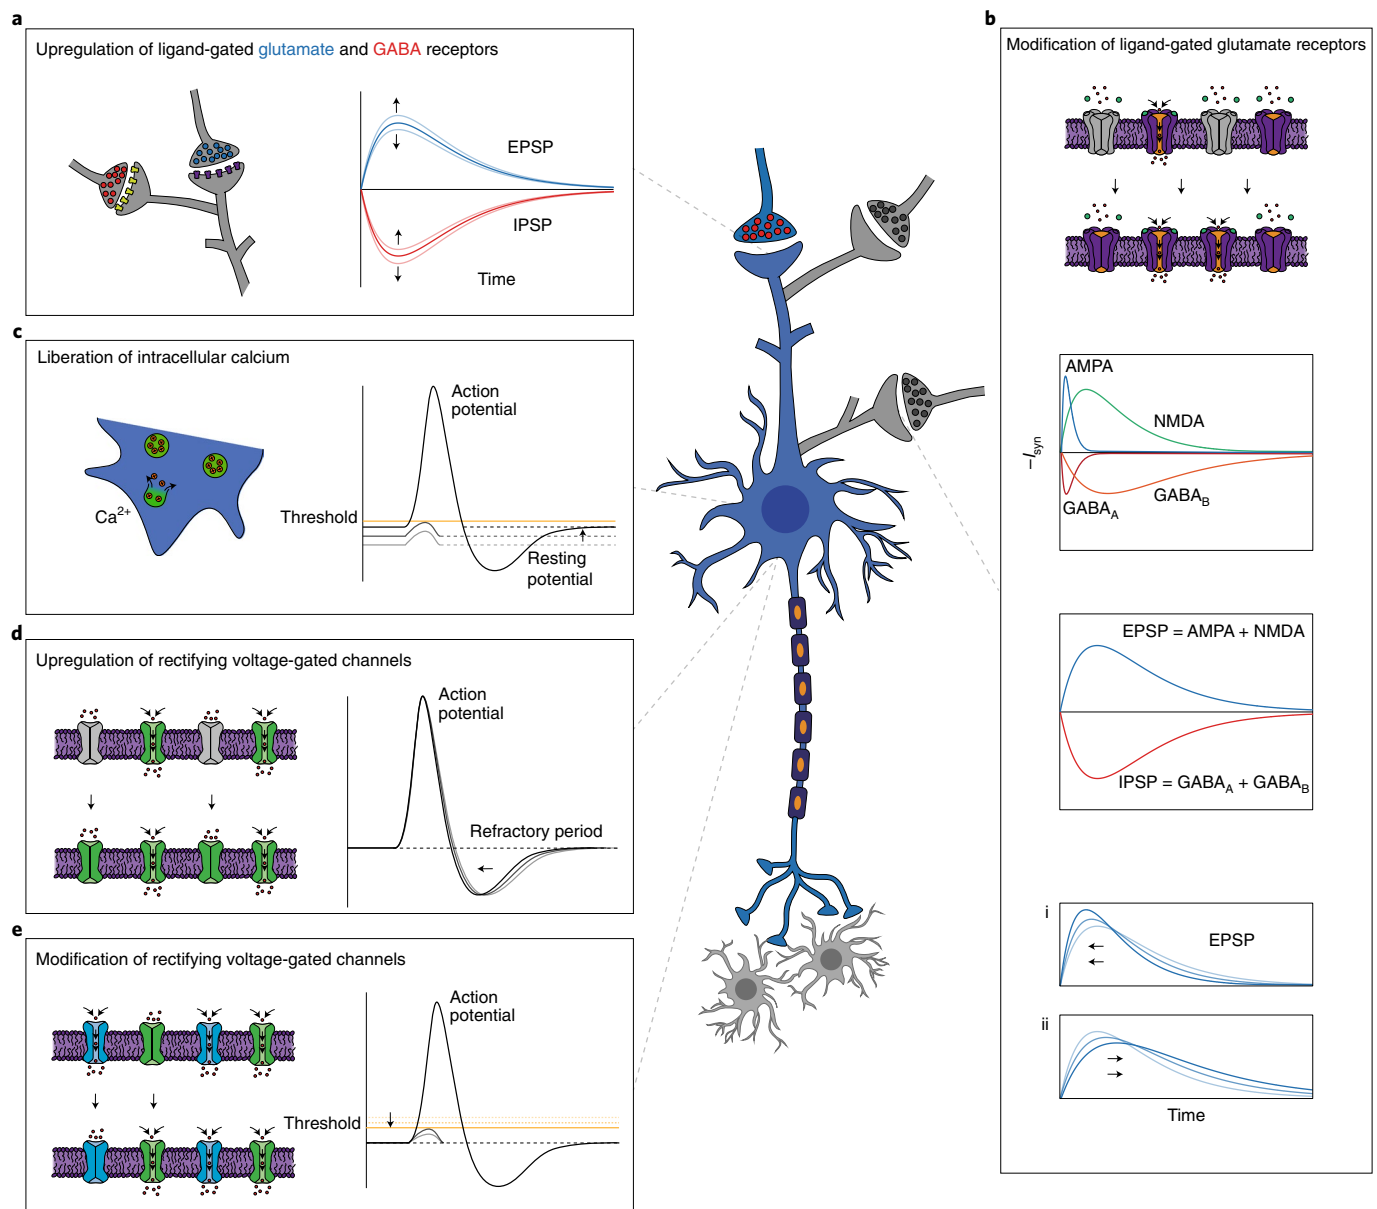 a
Upregulation of ligand-gated glutamate and GABA receptors
EPSP
IPSP
Time
b
Modification of ligand-gated glutamate receptors
AMPA
NMDA
–Isyn
GABAA
GABAB
EPSP = AMPA + NMDA
IPSP = GABAA + GABAB
i
EPSP
ii
Time
c
Liberation of intracellular calcium
Ca2+
Action
potential
Threshold
Resting
potential
d
Upregulation of rectifying voltage-gated channels
Action
potential
Refractory period
e
Modification of rectifying voltage-gated channels
Action
potential
Threshold